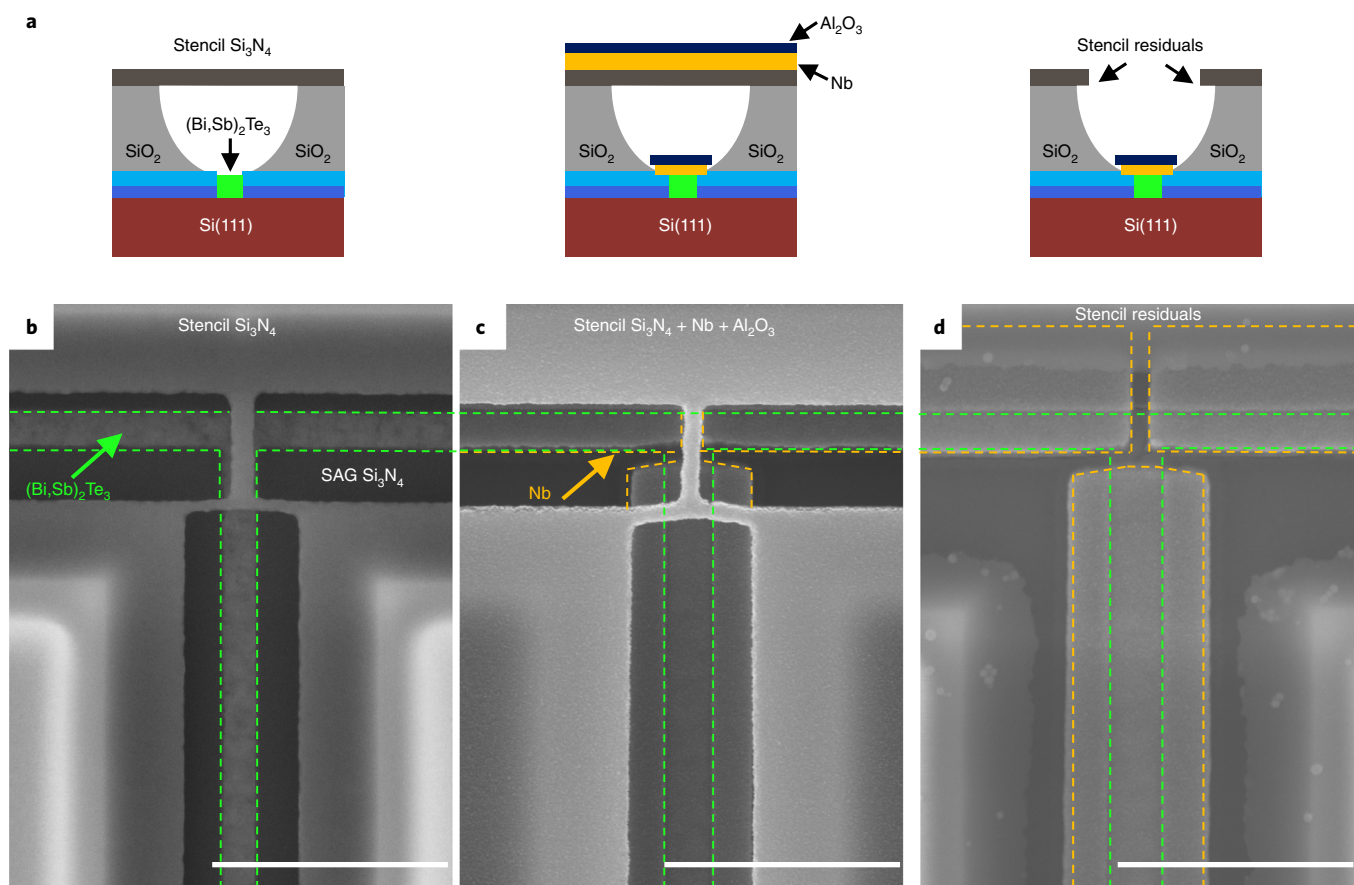 a
Stencil Si₃N₄
(Bi,Sb)₂Te₃
SiO₂ SiO₂
Si(111)
Al₂O₃
Nb
SiO₂ SiO₂
Si(111)
Stencil residuals
SiO₂ SiO₂
Si(111)
b
Stencil Si₃N₄
(Bi,Sb)₂Te₃
SAG Si₃N₄
c
Stencil Si₃N₄ + Nb + Al₂O₃
Nb
d
Stencil residuals